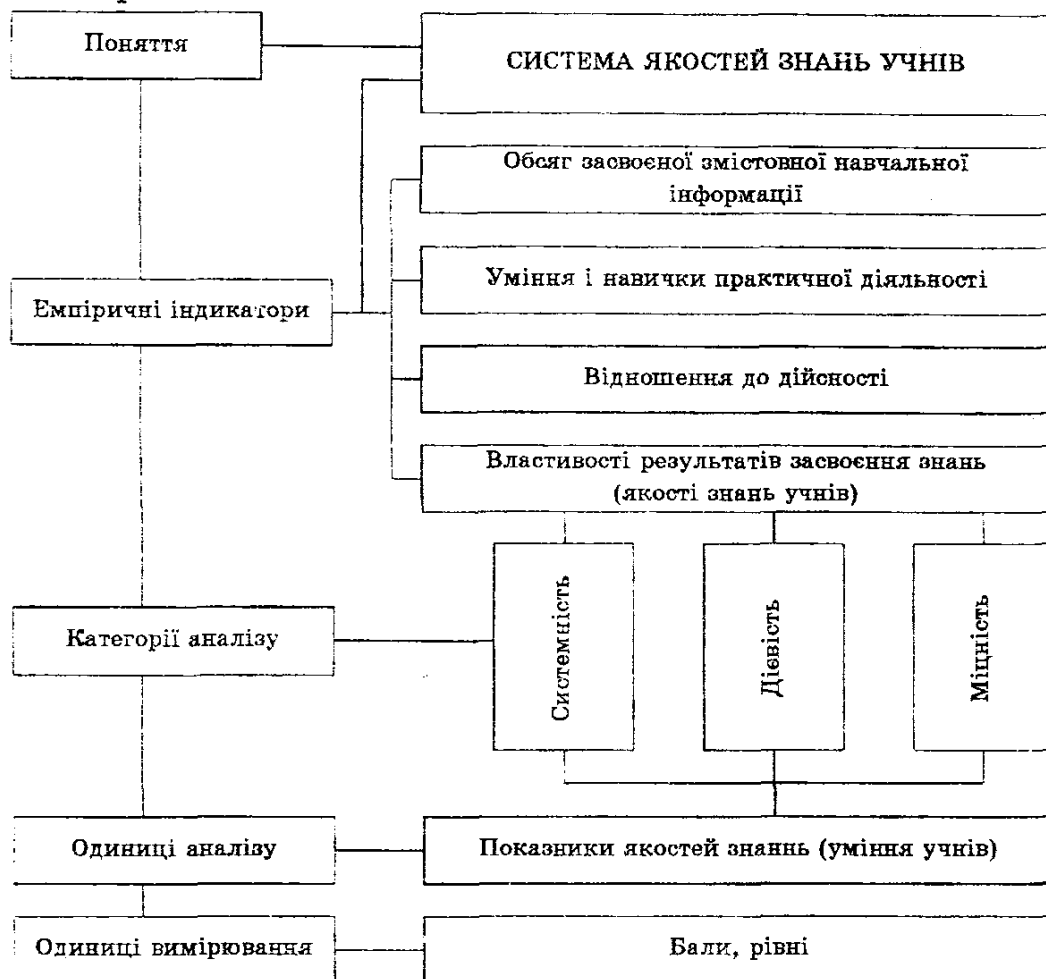 Поняття
СИСТЕМА ЯКОСТЕЙ ЗНАНЬ УЧНІВ
Обсяг засвоєної змістовної навчальної
інформації
Уміння і навички практичної діяльності
Емпіричні індикатори
Відношення до дійсності
Властивості результатів засвоєння знань
(якості знань учнів)
Категорії аналізу
Системність
Дієвість
Міцність
Одиниці аналізу
Показники якостей знаннь (уміння учнів)
Одиниці вимірювання
Бали, рівні